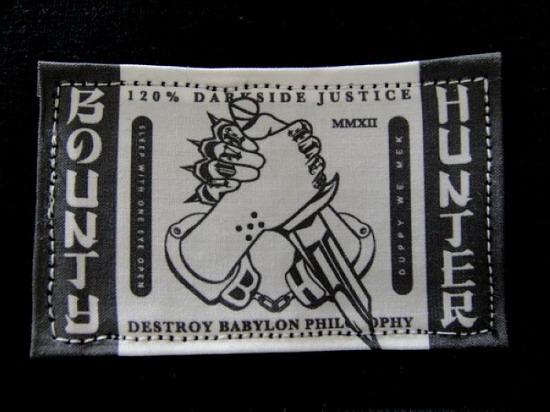 120% DARKSIDE JUSTICE
MMXII
BOUNTY
HUNTER
SLEEP WITH ONE EYE OPEN
DUPPY WE MEK
B
H
DESTROY BABYLON PHILOSOPHY